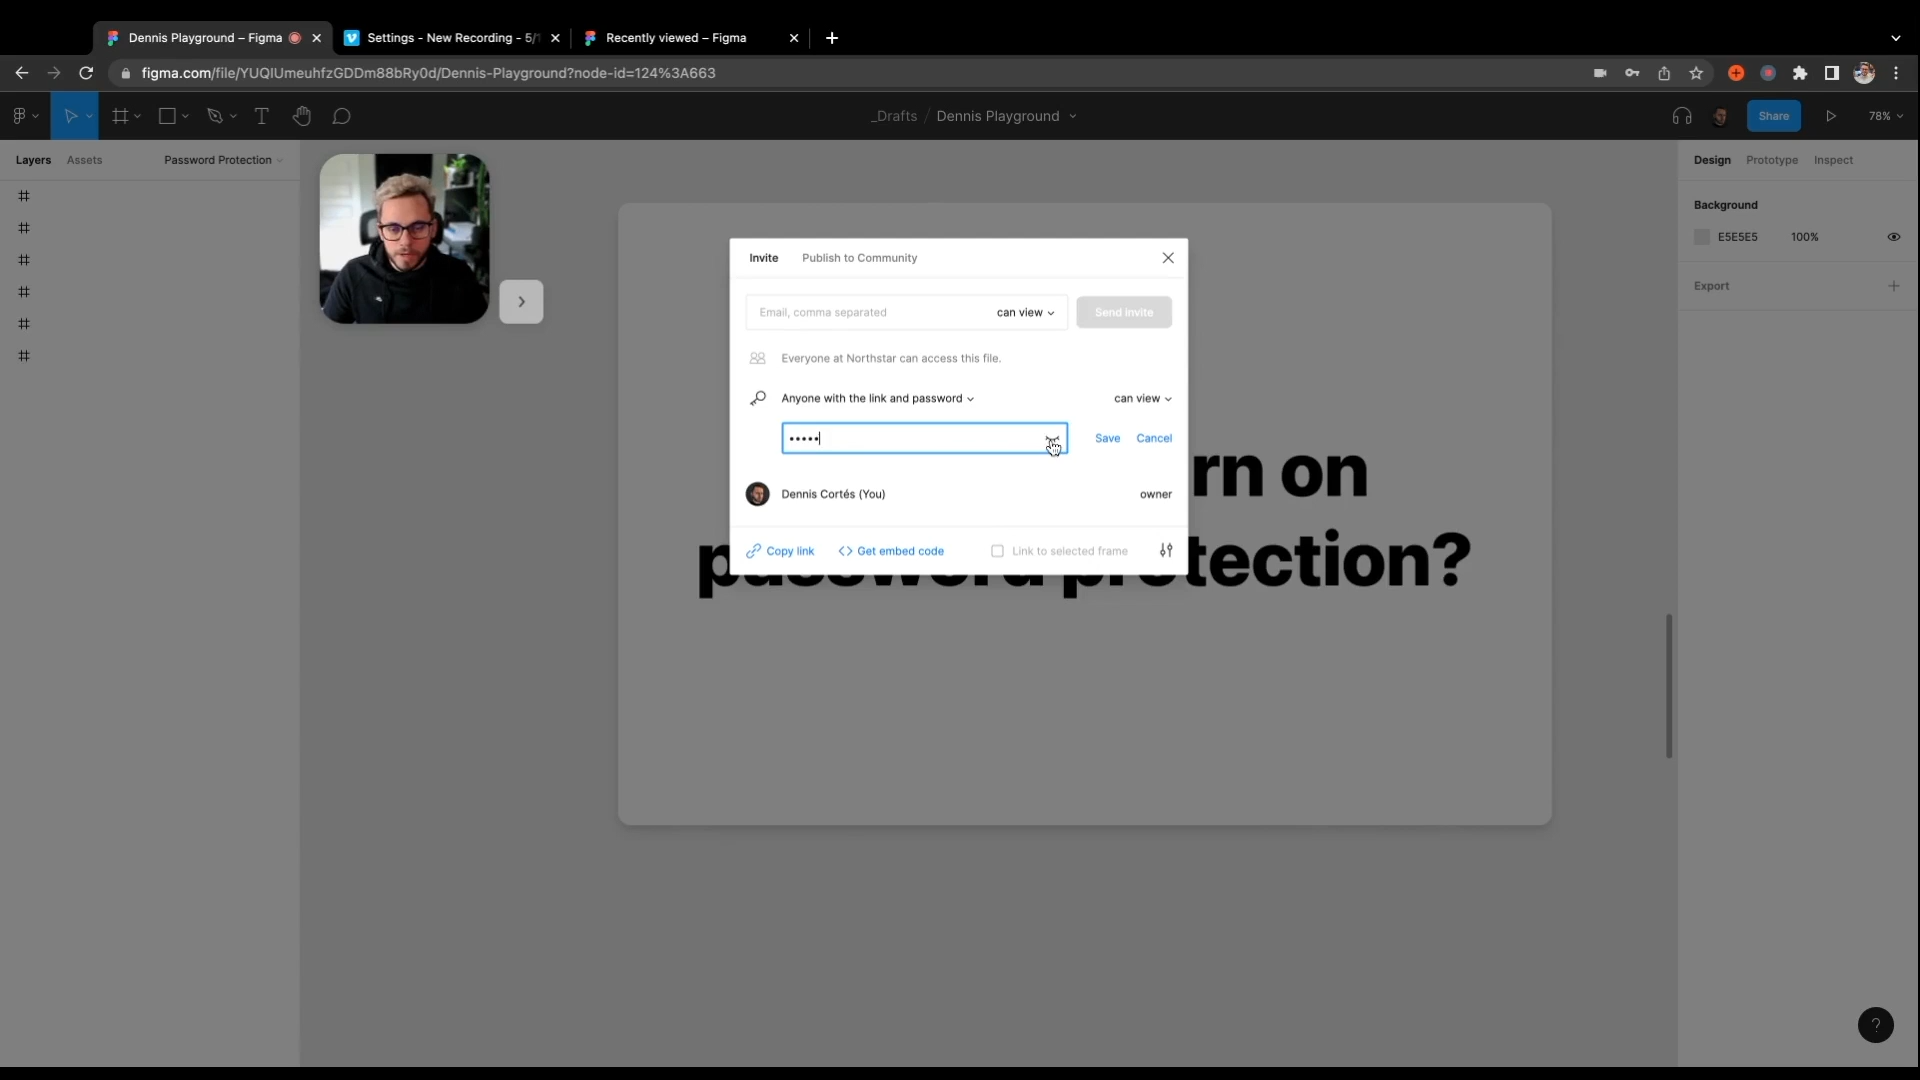 Dennis Playground – Figma
Settings - New Recording - 5/1
Recently viewed – Figma
figma.com/file/YUQIUmeuhfzGDDm88bRy0d/Dennis-Playground?node-id=124%3A663
_Drafts / Dennis Playground
Share
78%
Layers
Assets
Password Protection
Design
Prototype
Inspect
Background
E5E5E5
100%
Export
Invite
Publish to Community
Email, comma separated
can view
Send invite
Everyone at Northstar can access this file.
Anyone with the link and password
can view
•••••
Save
Cancel
Dennis Cortés (You)
owner
Copy link
Get embed code
Link to selected frame
rn on
password protection?
?